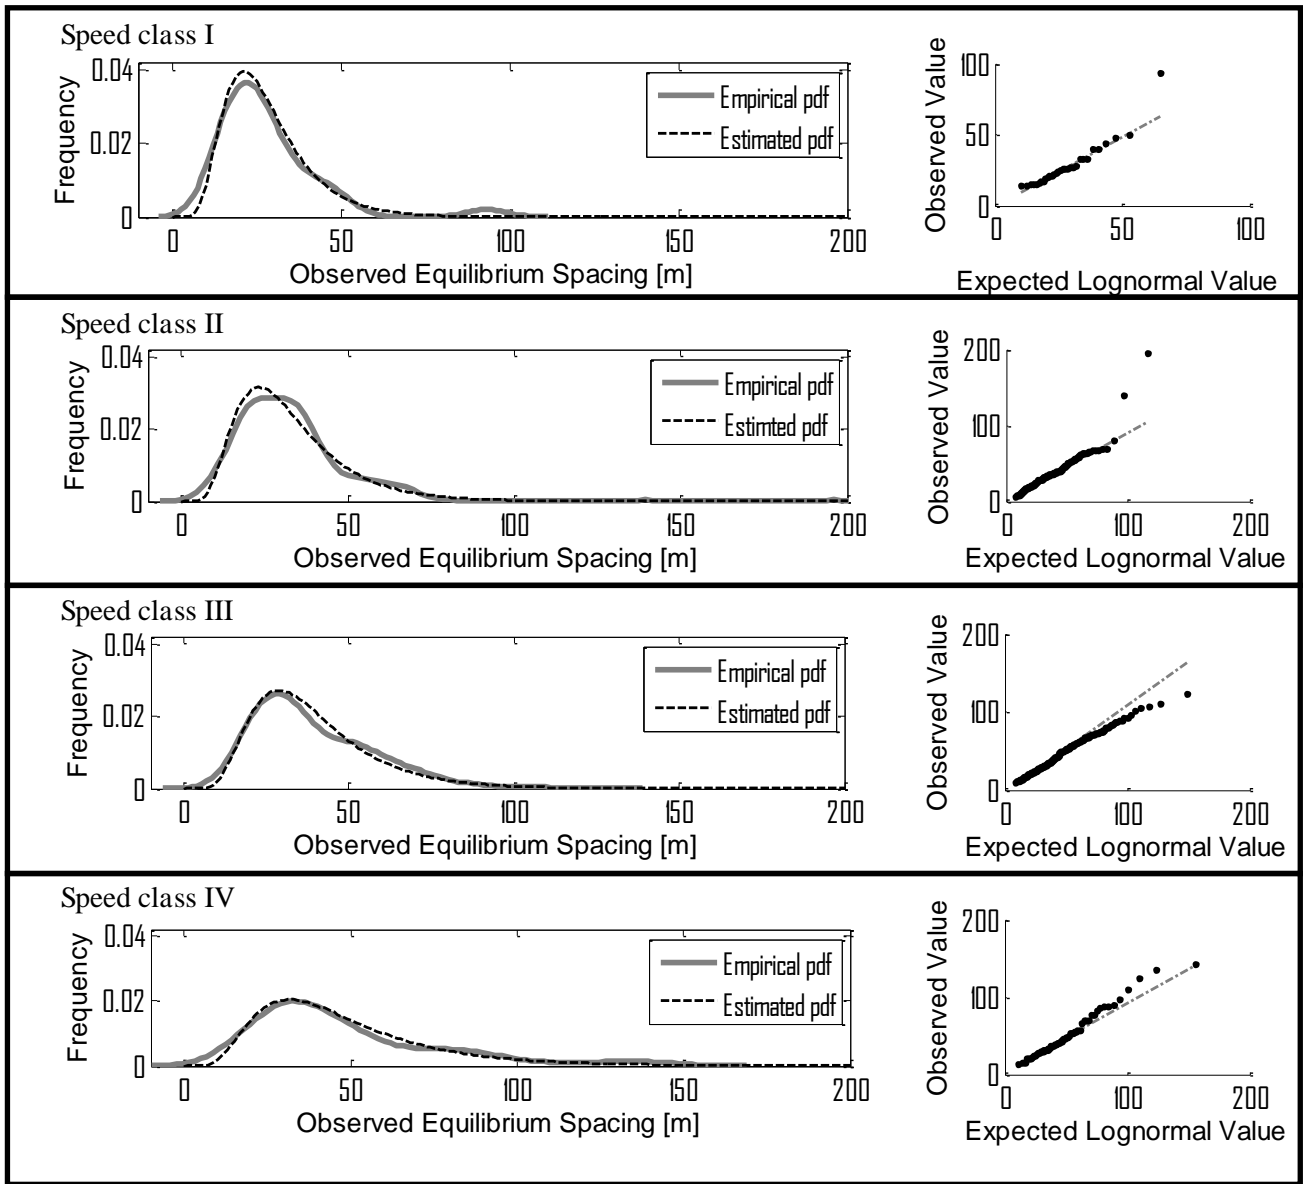 Speed class I
Frequency
0.04
0.02
0
0
50
100
150
200
Observed Equilibrium Spacing [m]
Empirical pdf
Estimated pdf
Observed Value
100
50
0
0
50
100
Expected Lognormal Value
Speed class II
Frequency
0.04
0.02
0
0
50
100
150
200
Observed Equilibrium Spacing [m]
Empirical pdf
Estimted pdf
Observed Value
200
100
0
0
100
200
Expected Lognormal Value
Speed class III
Frequency
0.04
0.02
0
0
50
100
150
200
Observed Equilibrium Spacing [m]
Empirical pdf
Estimated pdf
Observed Value
200
100
0
0
100
200
Expected Lognormal Value
Speed class IV
Frequency
0.04
0.02
0
0
50
100
150
200
Observed Equilibrium Spacing [m]
Empirical pdf
Estimated pdf
Observed Value
200
100
0
0
100
200
Expected Lognormal Value